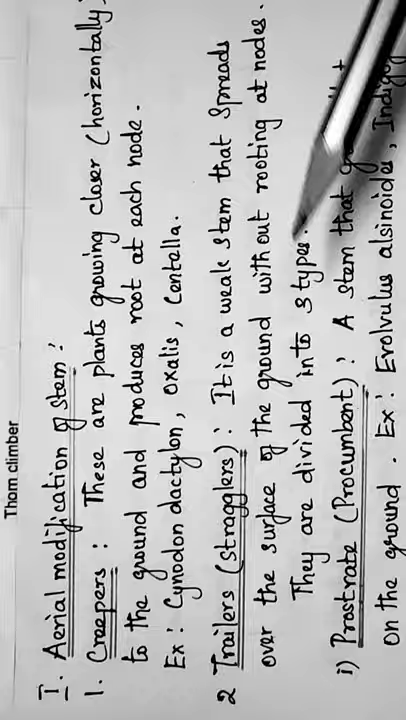 Thorn climber
I. Aerial modification of stem :
1. Creepers : These are plants growing closer (horizontally)
to the ground and produces root at each node.
Ex : Cynodon dactylon, oxalis, Centella.
2 Trailers (Stragglers) : It is a weak stem that spreads
over the surface of the ground without rooting at nodes.
They are divided into 3 types.
i) Prostrate (Procumbent) : A stem that
on the ground . Ex : Evolvulus alsinoides,